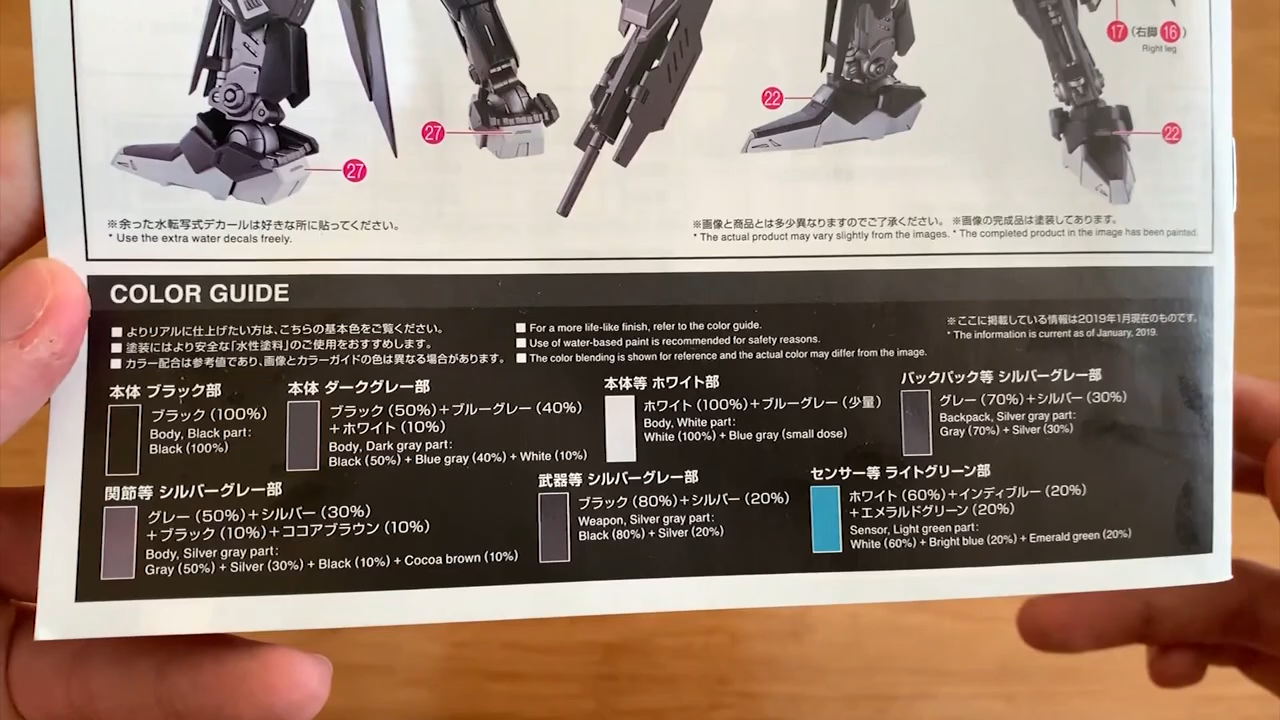 17 (右脚 16)
Right leg
22
27
27
22
※余った水転写式デカールは好きな所に貼ってください。
* Use the extra water decals freely.
※画像と商品とは多少異なりますのでご了承ください。 ※画像の完成品は塗装してあります。
* The actual product may vary slightly from the images. * The completed product in the image has been painted.
COLOR GUIDE
■ よりリアルに仕上げたい方は、こちらの基本色をご覧ください。
■ 塗装にはより安全な「水性塗料」のご使用をおすすめします。
■ カラー配合は参考値であり、画像とカラーガイドの色は異なる場合があります。
■ For a more life-like finish, refer to the color guide.
■ Use of water-based paint is recommended for safety reasons.
■ The color blending is shown for reference and the actual color may differ from the image.
※ここに掲載している情報は2019年1月現在のものです。
* The information is current as of January, 2019.
本体 ブラック部
ブラック(100%)
Body, Black part:
Black (100%)
本体 ダークグレー部
ブラック(50%)+ブルーグレー(40%)
+ホワイト(10%)
Body, Dark gray part:
Black (50%) + Blue gray (40%) + White (10%)
本体等 ホワイト部
ホワイト(100%)+ブルーグレー(少量)
Body, White part:
White (100%) + Blue gray (small dose)
バックパック等 シルバーグレー部
グレー(70%)+シルバー(30%)
Backpack, Silver gray part:
Gray (70%) + Silver (30%)
関節等 シルバーグレー部
グレー(50%)+シルバー(30%)
+ブラック(10%)+ココアブラウン(10%)
Body, Silver gray part:
Gray (50%) + Silver (30%) + Black (10%) + Cocoa brown (10%)
武器等 シルバーグレー部
ブラック(80%)+シルバー(20%)
Weapon, Silver gray part:
Black (80%) + Silver (20%)
センサー等 ライトグリーン部
ホワイト(60%)+インディブルー(20%)
+エメラルドグリーン(20%)
Sensor, Light green part:
White (60%) + Bright blue (20%) + Emerald green (20%)